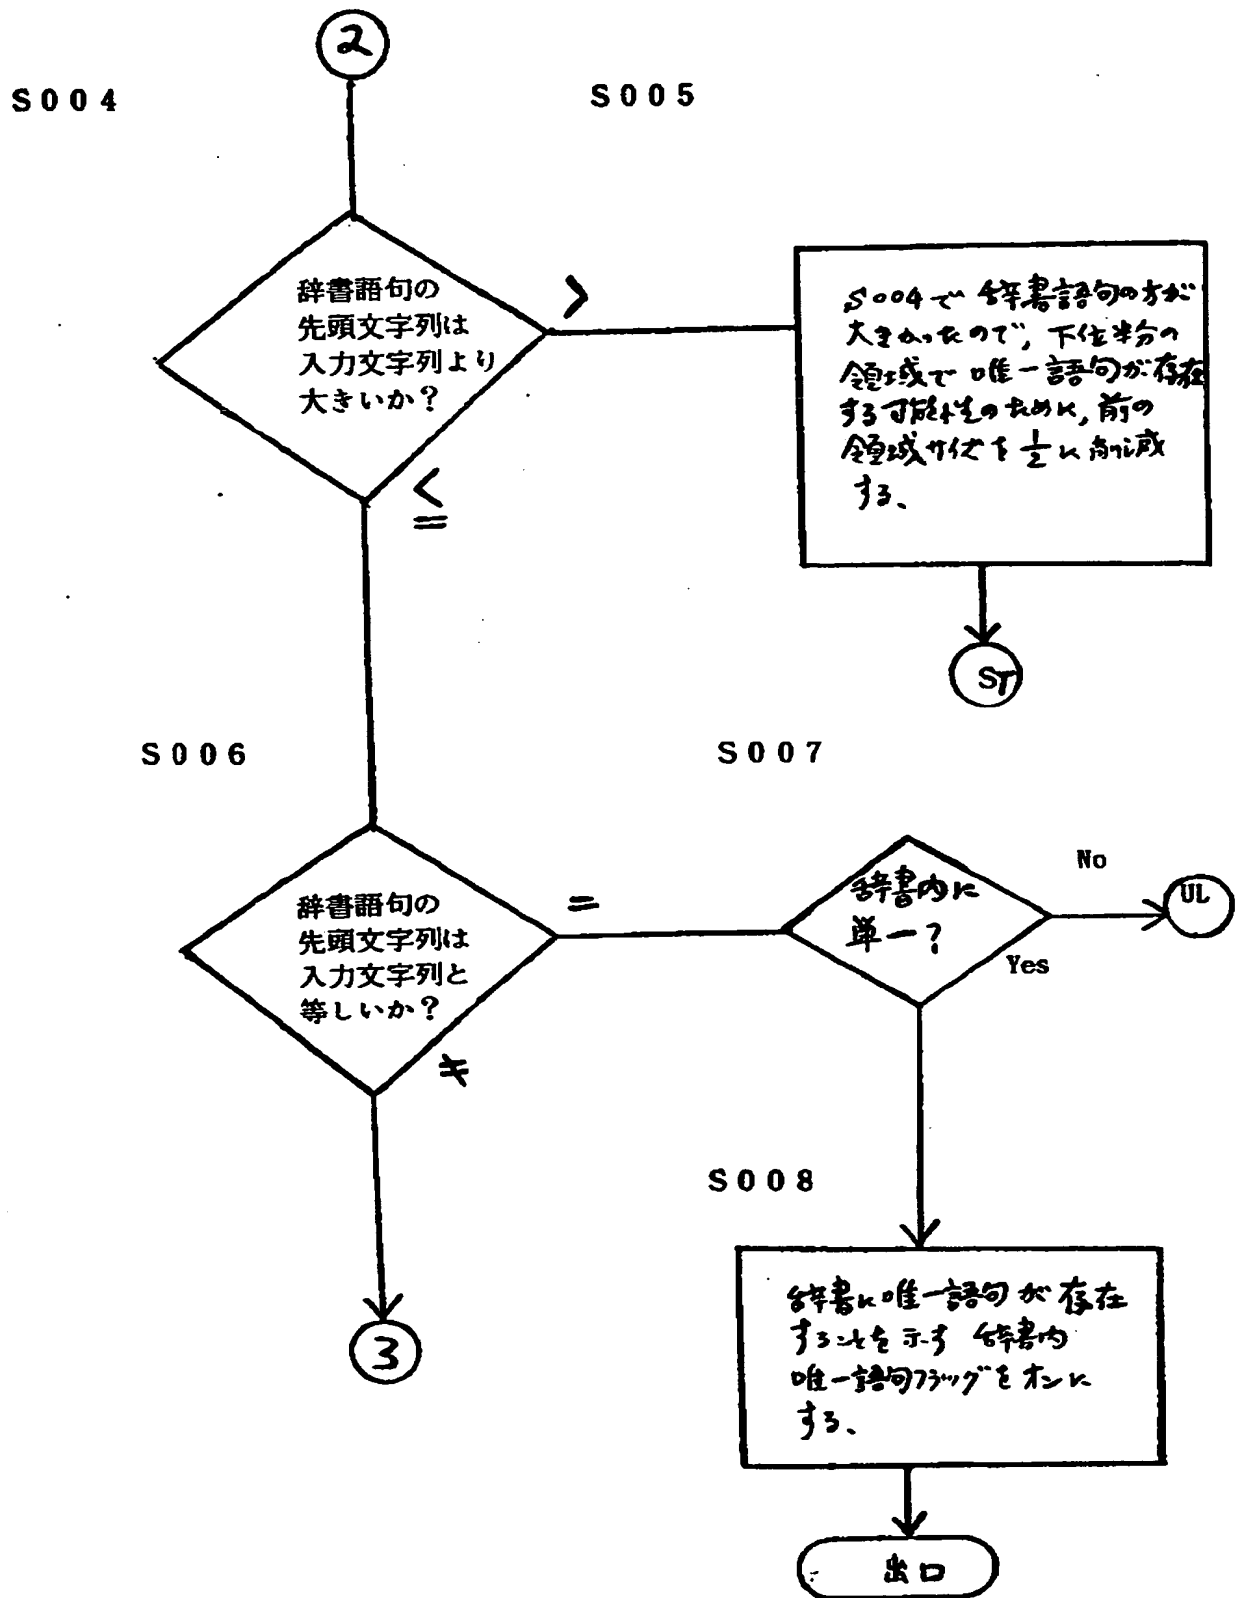 2
S004
S005
辞書語句の
先頭文字列は
入力文字列より
大きいか?
>
≦
S004で 辞書語句の方が
大きかったので, 下位半分の
領域で 唯一語句が存在
する可能性のために, 前の
領域サイズを 1/2 に削減
する、
ST
S006
S007
辞書語句の
先頭文字列は
入力文字列と
等しいか?
=
≠
辞書内に
単一?
No
UL
Yes
3
S008
辞書に唯一語句が存在
することを示す 辞書内
唯一語句フラッグをオンに
する、
出口